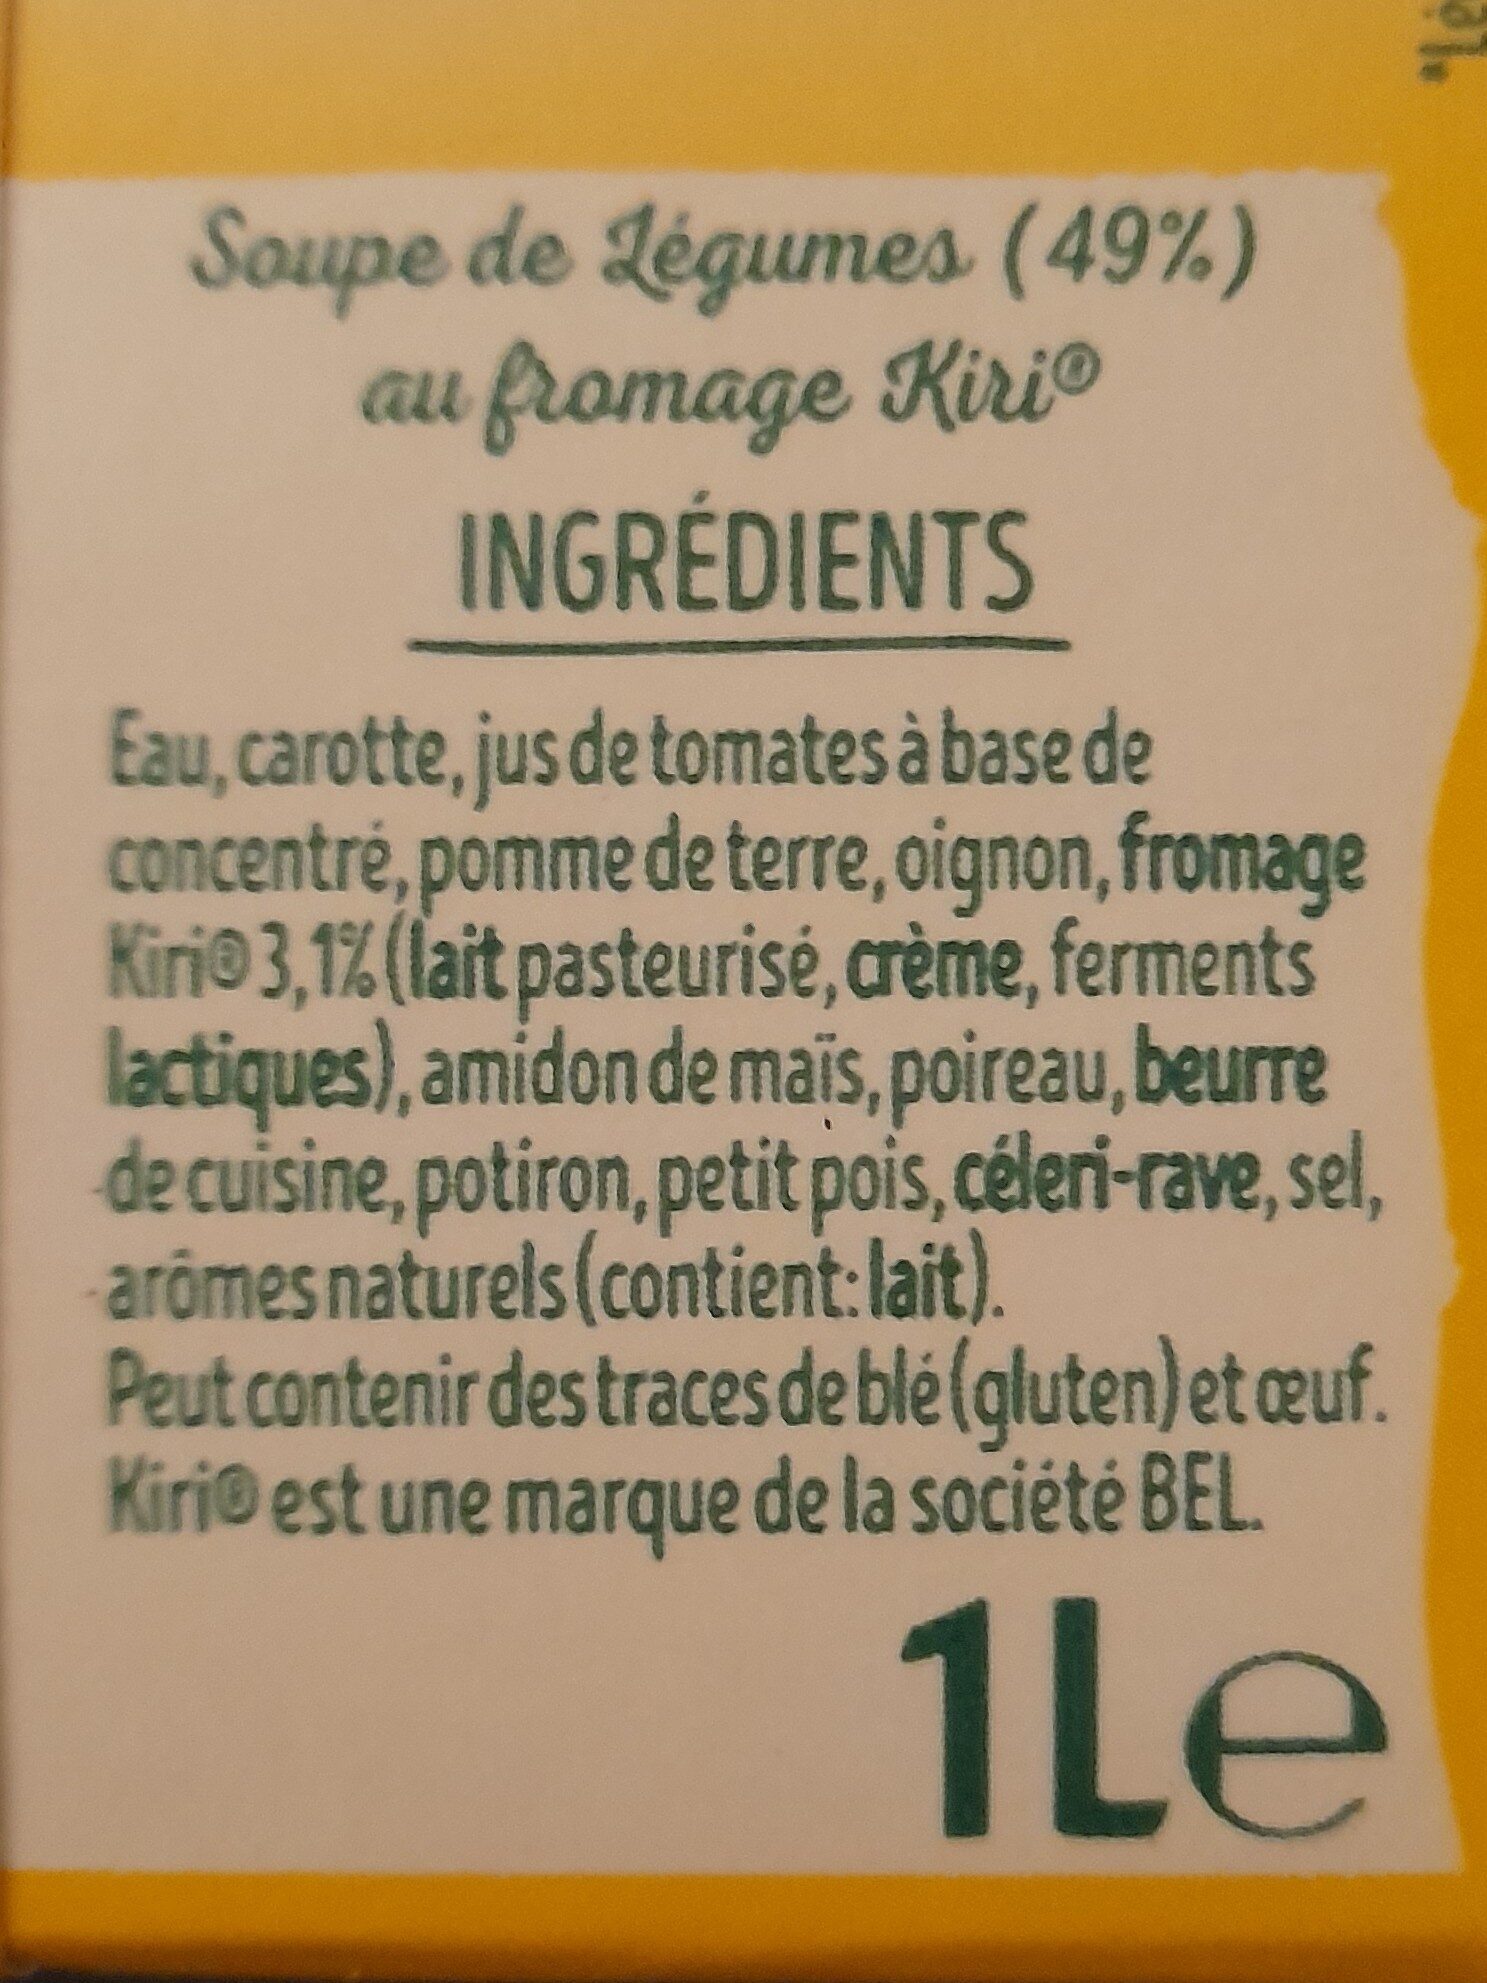 Soupe de Légumes (49%)
au fromage Kiri®
INGRÉDIENTS
Eau, carotte, jus de tomates à base de
concentré, pomme de terre, oignon, fromage
Kiri® 3,1% (lait pasteurisé, crème, ferments
lactiques), amidon de maïs, poireau, beurre
de cuisine, potiron, petit pois, céleri-rave, sel,
arômes naturels (contient: lait).
Peut contenir des traces de blé (gluten) et œuf.
Kiri® est une marque de la société BEL.
1L e